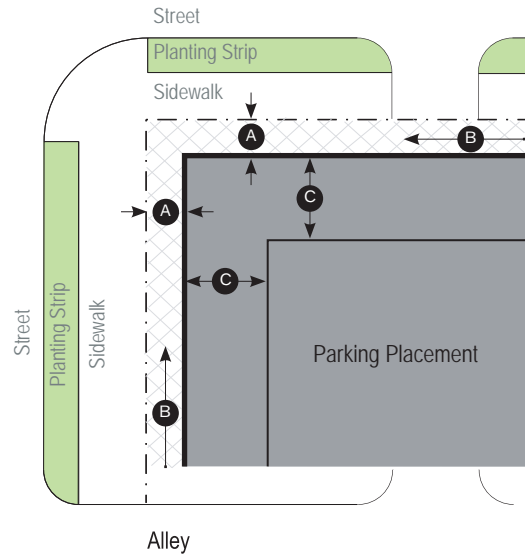 Street
Planting Strip
Sidewalk
A
B
A
C
C
Parking Placement
B
Street
Planting Strip
Sidewalk
Alley